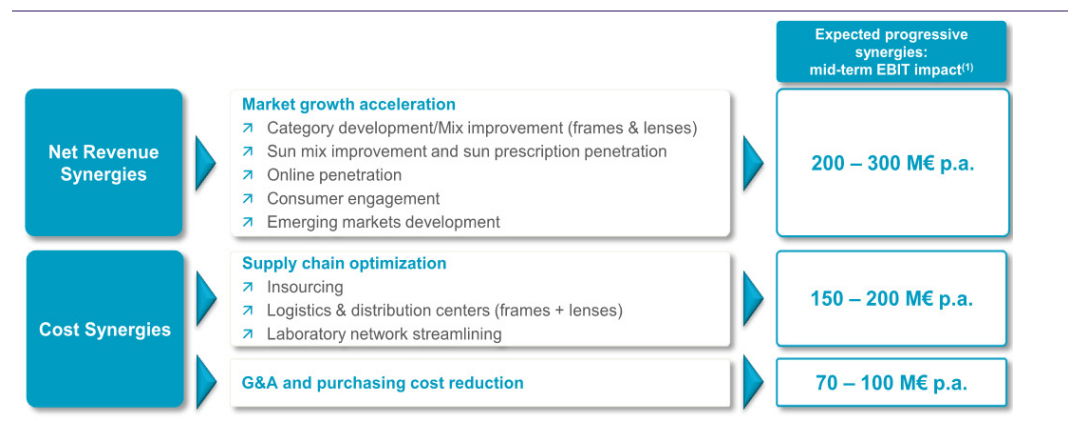 Expected progressive
synergies:
mid-term EBIT impact(1)
Net Revenue
Synergies
Market growth acceleration
Category development/Mix improvement (frames & lenses)
Sun mix improvement and sun prescription penetration
Online penetration
Consumer engagement
Emerging markets development
200 – 300 M€ p.a.
Cost Synergies
Supply chain optimization
Insourcing
Logistics & distribution centers (frames + lenses)
Laboratory network streamlining
150 – 200 M€ p.a.
G&A and purchasing cost reduction
70 – 100 M€ p.a.